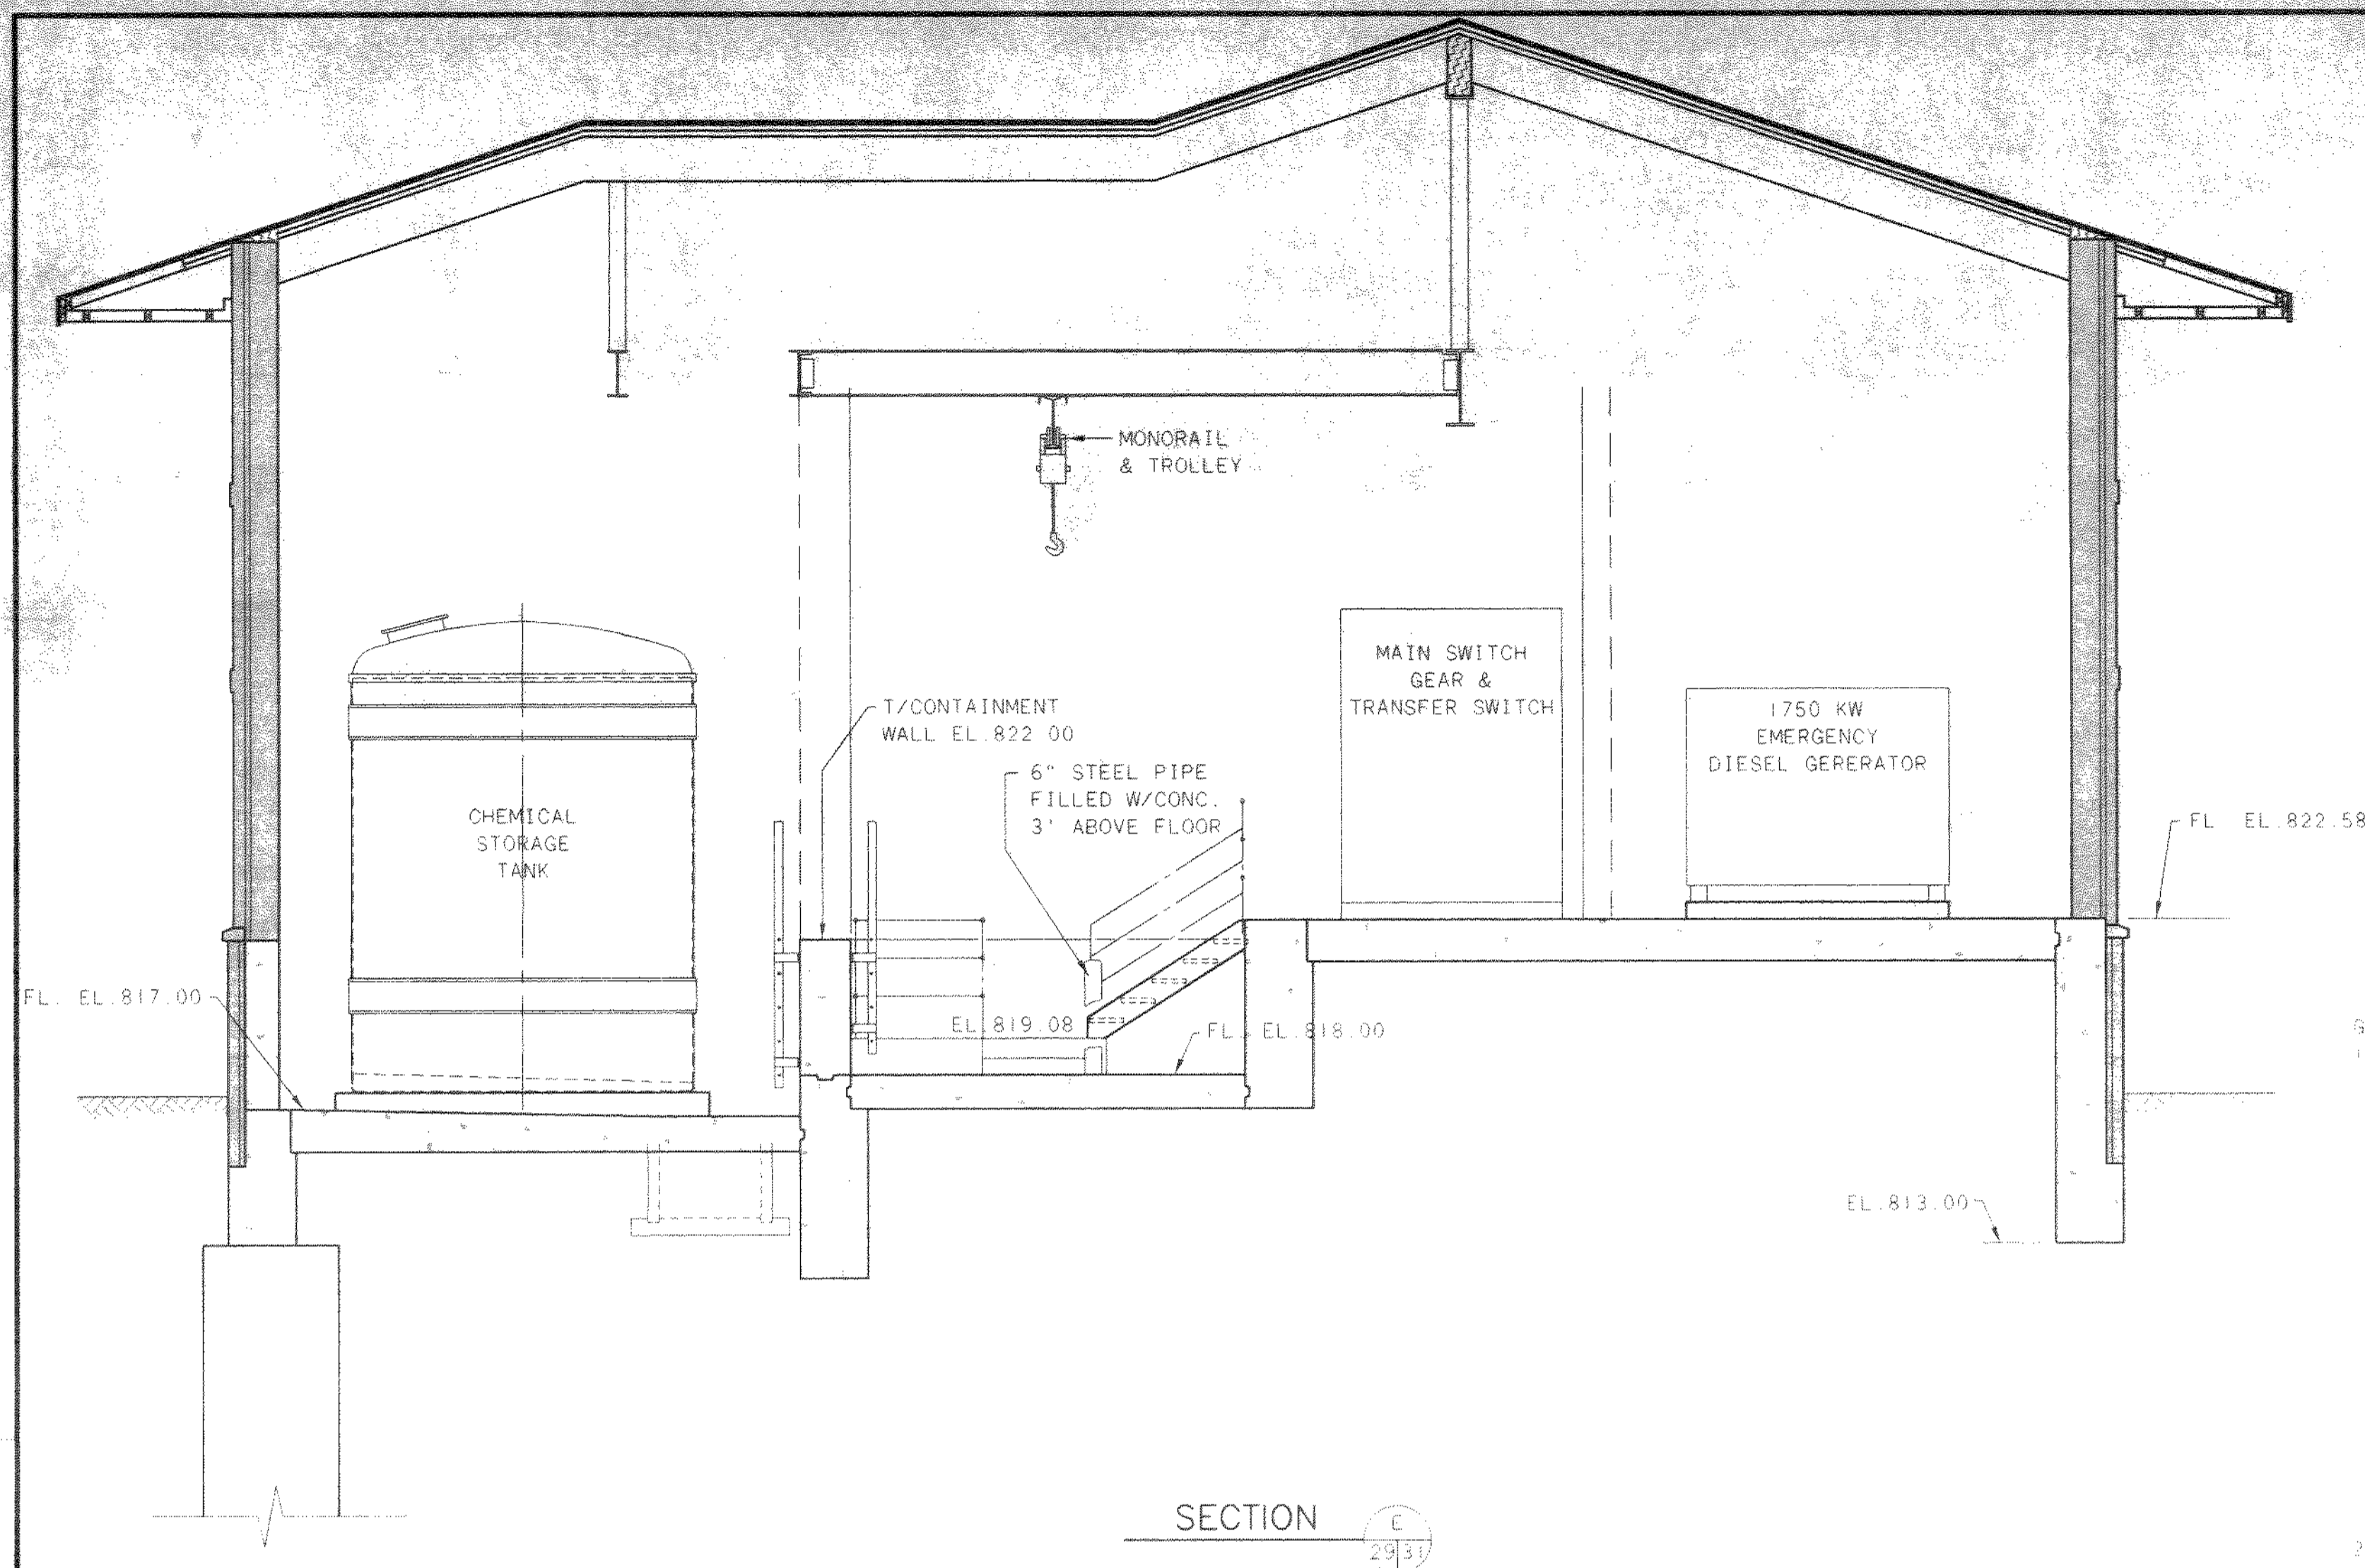 MONORAIL
& TROLLEY
MAIN SWITCH
GEAR &
TRANSFER SWITCH
T/CONTAINMENT
WALL EL.822 00
1750 KW
EMERGENCY
DIESEL GERERATOR
6" STEEL PIPE
FILLED W/CONC.
3' ABOVE FLOOR
CHEMICAL
STORAGE
TANK
FL EL.822.58
FL. EL.817.00
EL.819.08
FL. EL.818.00
EL.813.00
SECTION
29 31